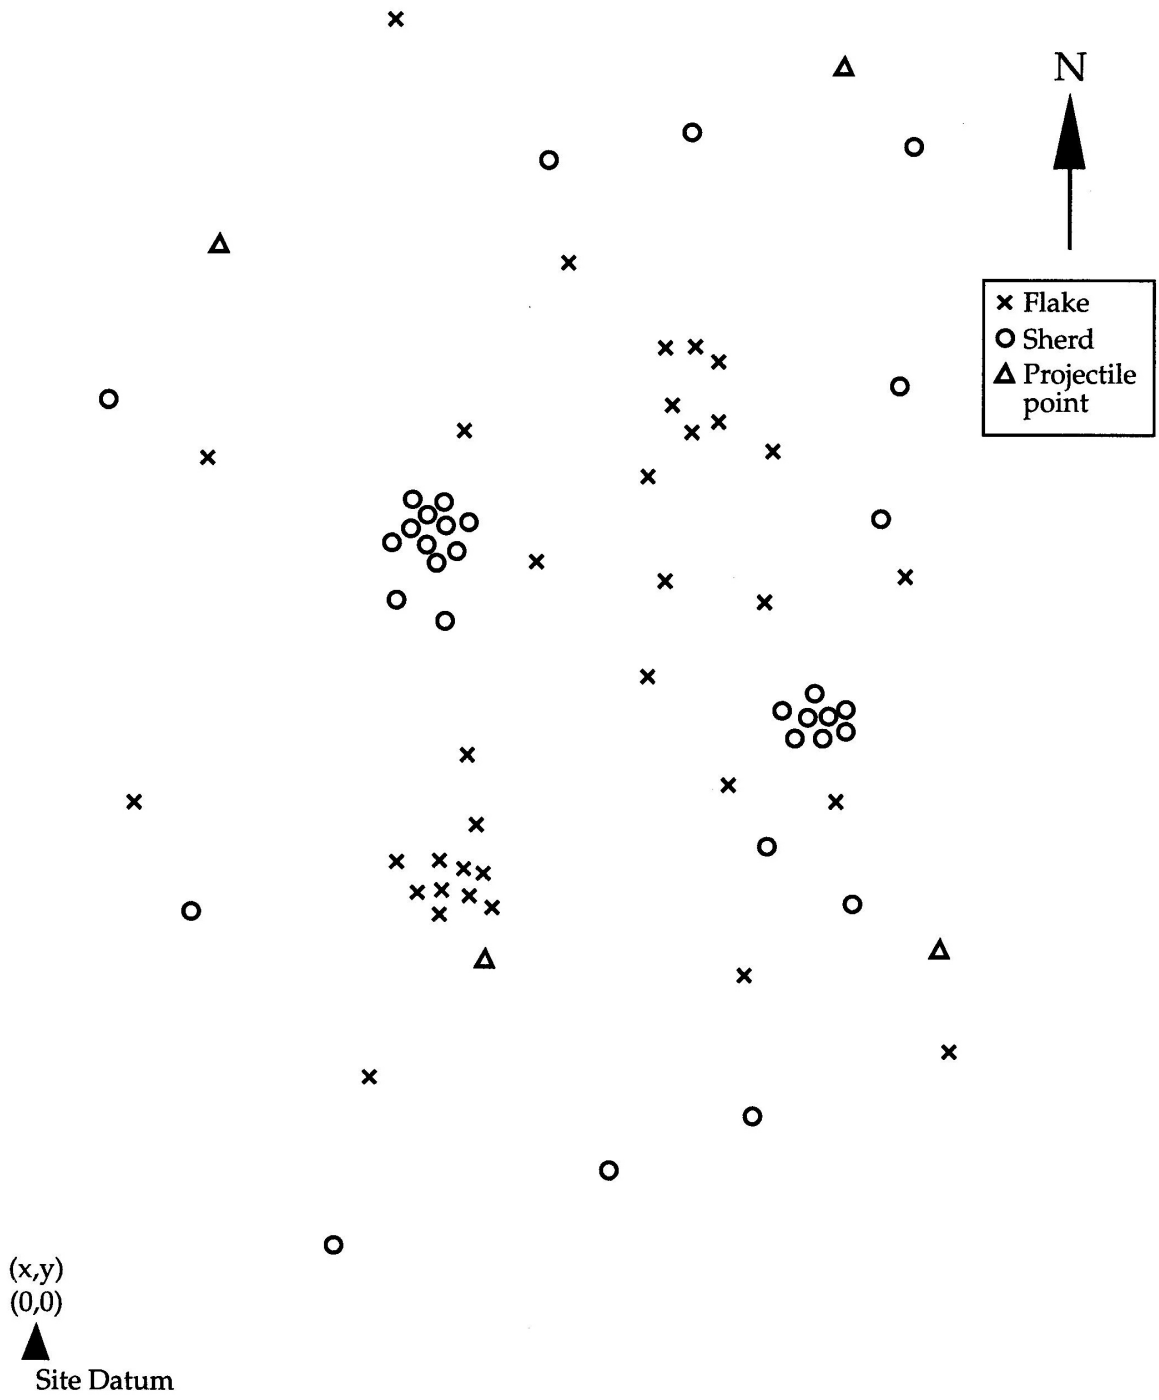 N
Flake
Sherd
Projectile
point
(x,y)
(0,0)
Site Datum